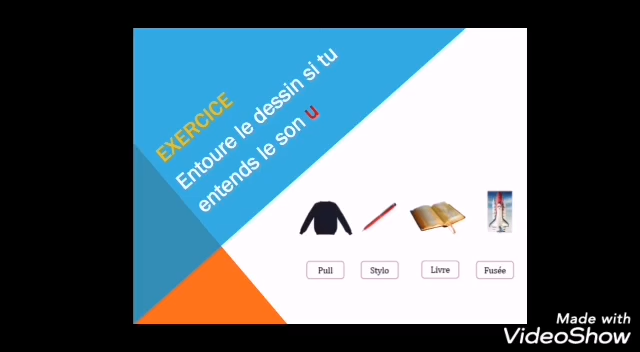 EXERCICE
Entoure le dessin si tu
entends le son u
Pull
Stylo
Livre
Fusée
Made with
VideoShow